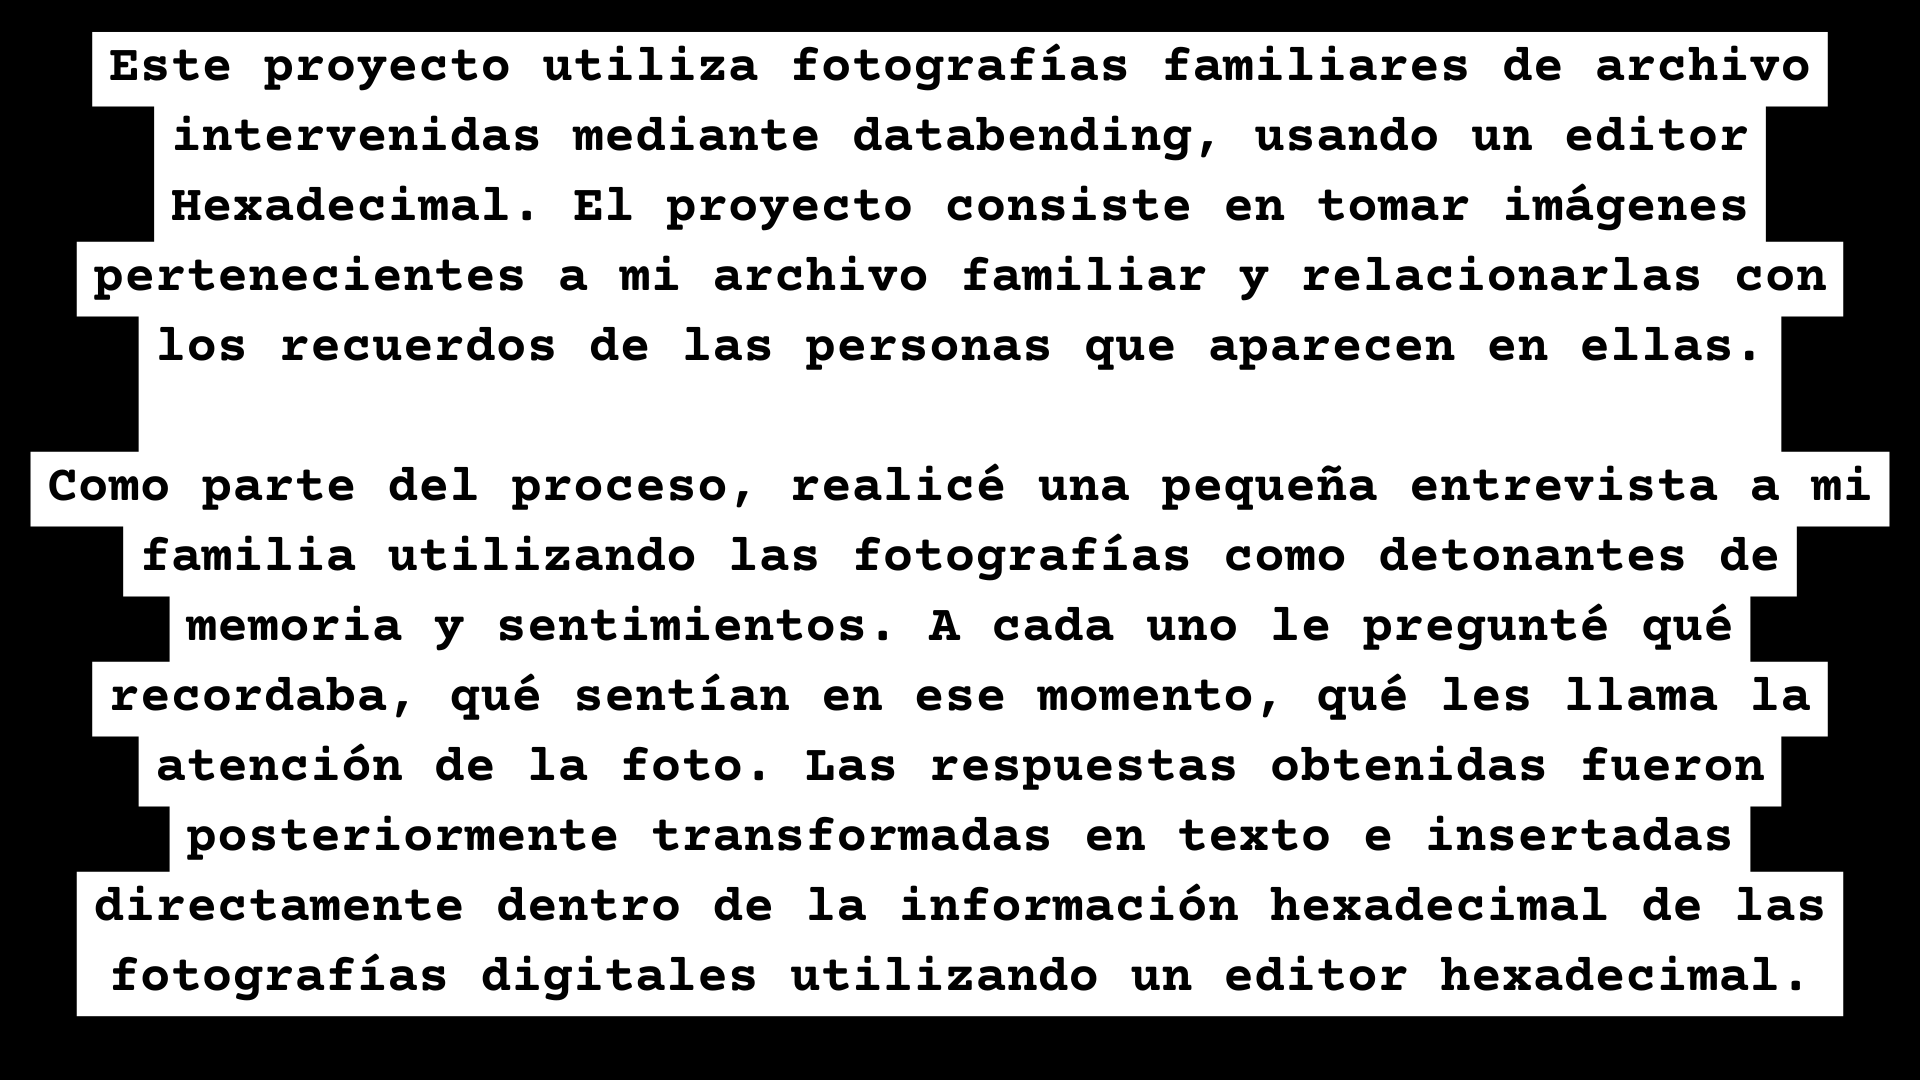 Este proyecto utiliza fotografías familiares de archivo
intervenidas mediante databending, usando un editor
Hexadecimal. El proyecto consiste en tomar imágenes
pertenecientes a mi archivo familiar y relacionarlas con
los recuerdos de las personas que aparecen en ellas.
Como parte del proceso, realicé una pequeña entrevista a mi
familia utilizando las fotografías como detonantes de
memoria y sentimientos. A cada uno le pregunté qué
recordaba, qué sentían en ese momento, qué les llama la
atención de la foto. Las respuestas obtenidas fueron
posteriormente transformadas en texto e insertadas
directamente dentro de la información hexadecimal de las
fotografías digitales utilizando un editor hexadecimal.